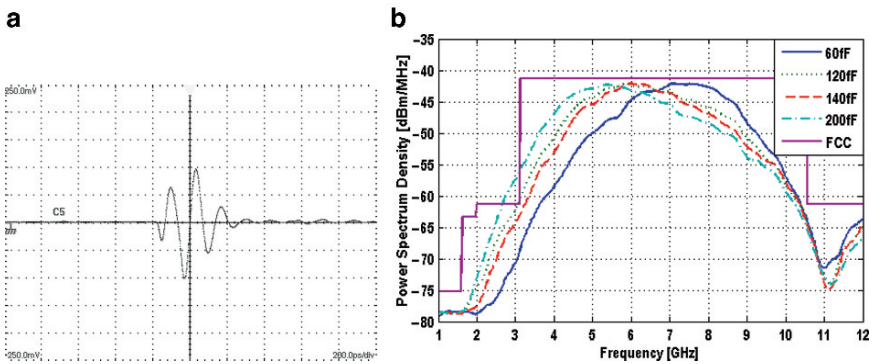 a
250.0mV
C5
-250.0mV
200.0ps/div
b
Power Spectrum Density [dBm/MHz]
-35
-40
-45
-50
-55
-60
-65
-70
-75
-80
1 2 3 4 5 6 7 8 9 10 11 12
Frequency [GHz]
60fF
120fF
140fF
200fF
FCC